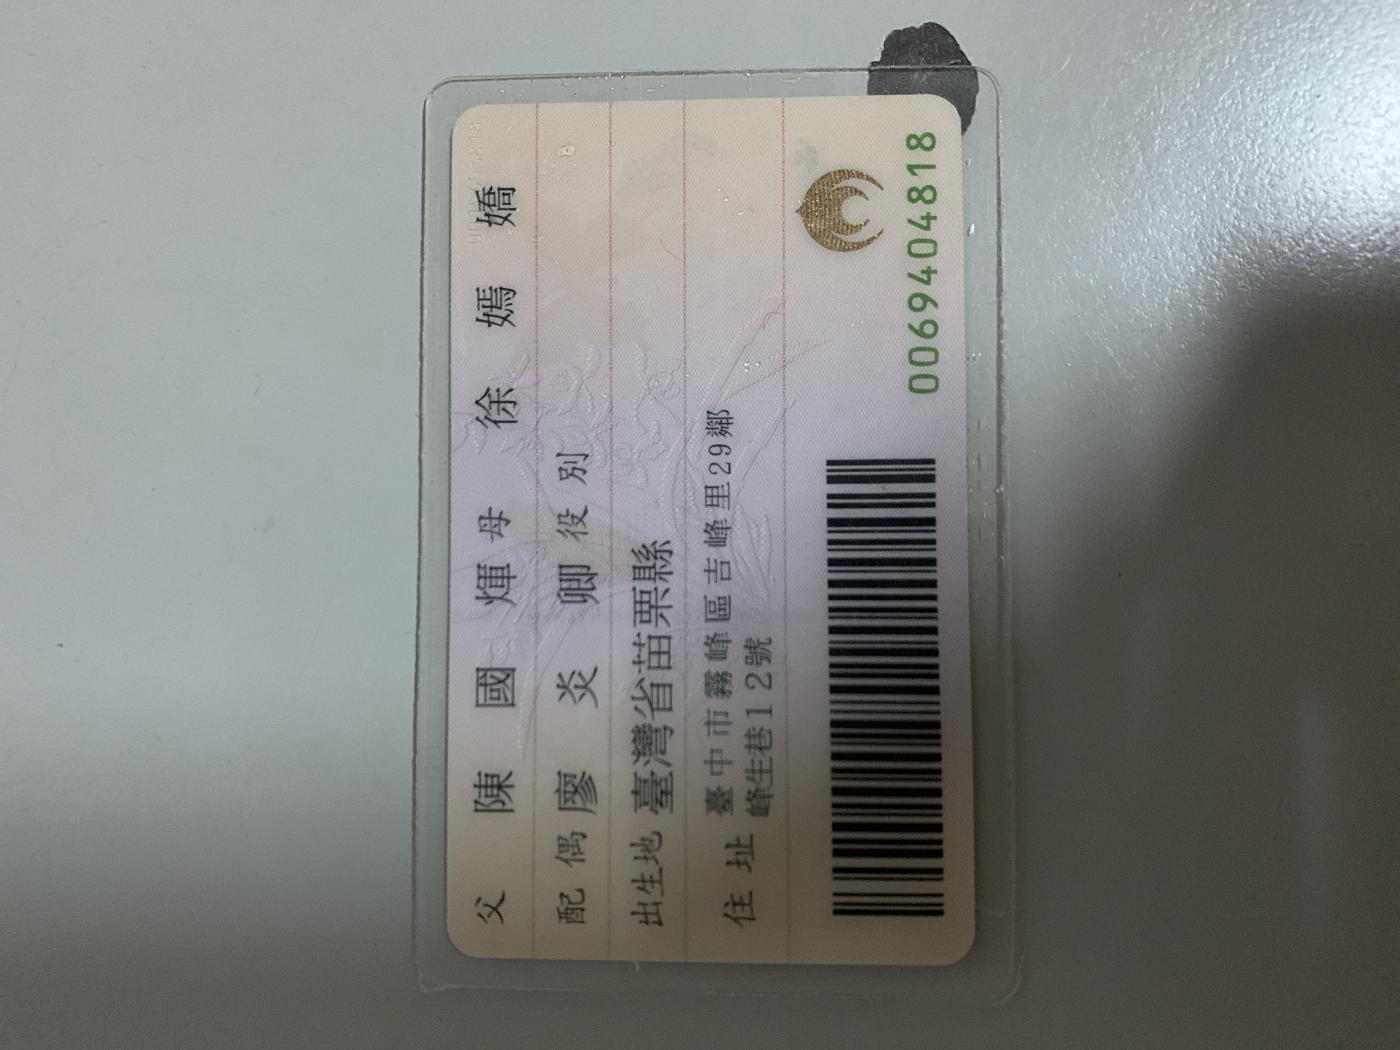 父 陳國煇 母 徐嫣嬌
配偶 廖炎卿 役別
出生地 臺灣省苗栗縣
住址 臺中市霧峰區吉峰里29鄰
峰生巷12號
0069404818